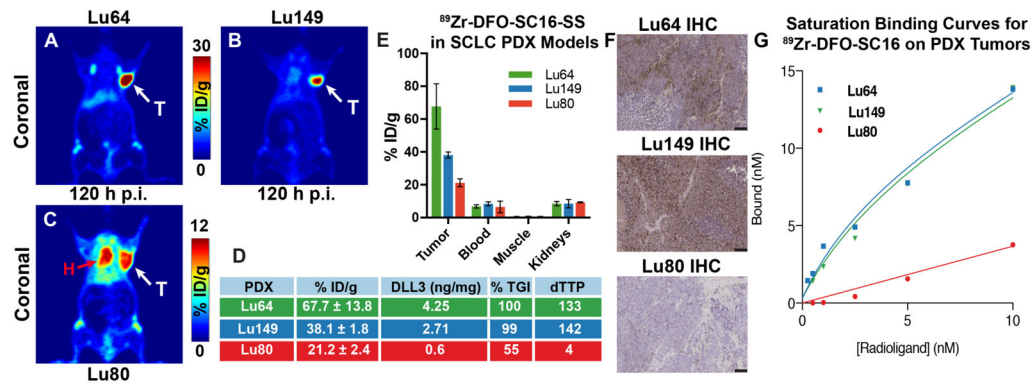 Lu64
A
Coronal
T
120 h p.i.
30
% ID/g
0
Lu149
B
T
120 h p.i.
C
Coronal
H
T
Lu80
12
% ID/g
0
E
⁸⁹Zr-DFO-SC16-SS
in SCLC PDX Models
% ID/g
100
80
60
40
20
0
Lu64
Lu149
Lu80
Tumor
Blood
Muscle
Kidneys
D
PDX % ID/g DLL3 (ng/mg) % TGI dTTP
Lu64 67.7 ± 13.8 4.25 100 133
Lu149 38.1 ± 1.8 2.71 99 142
Lu80 21.2 ± 2.4 0.6 55 4
F
Lu64 IHC
Lu149 IHC
Lu80 IHC
G
Saturation Binding Curves for
⁸⁹Zr-DFO-SC16 on PDX Tumors
Bound (nM)
15
10
5
0
Lu64
Lu149
Lu80
0 5 10
[Radioligand] (nM)